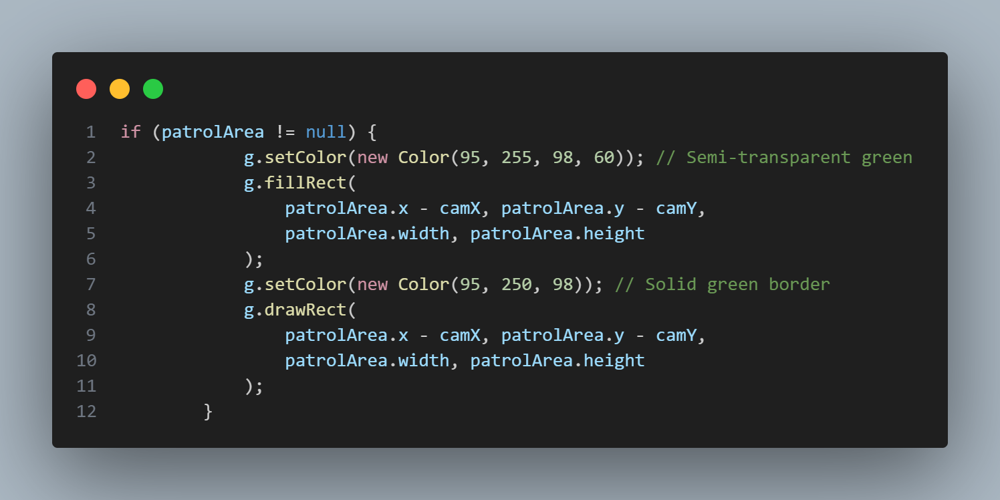 1 if (patrolArea != null) {
2             g.setColor(new Color(95, 255, 98, 60)); // Semi-transparent green
3             g.fillRect(
4                 patrolArea.x - camX, patrolArea.y - camY,
5                 patrolArea.width, patrolArea.height
6             );
7             g.setColor(new Color(95, 250, 98)); // Solid green border
8             g.drawRect(
9                 patrolArea.x - camX, patrolArea.y - camY,
10                 patrolArea.width, patrolArea.height
11             );
12         }